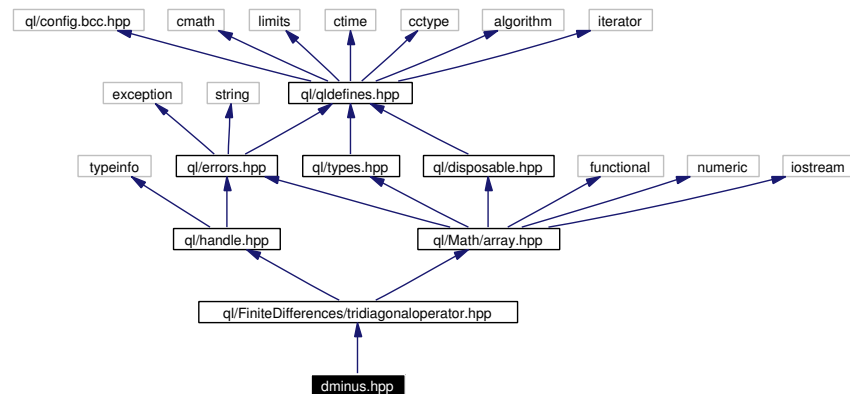 ql/config.bcc.hpp cmath limits ctime cctype algorithm iterator
exception string ql/qldefines.hpp
typeinfo ql/errors.hpp ql/types.hpp ql/disposable.hpp functional numeric iostream
ql/handle.hpp ql/Math/array.hpp
ql/FiniteDifferences/tridiagonaloperator.hpp
dminus.hpp